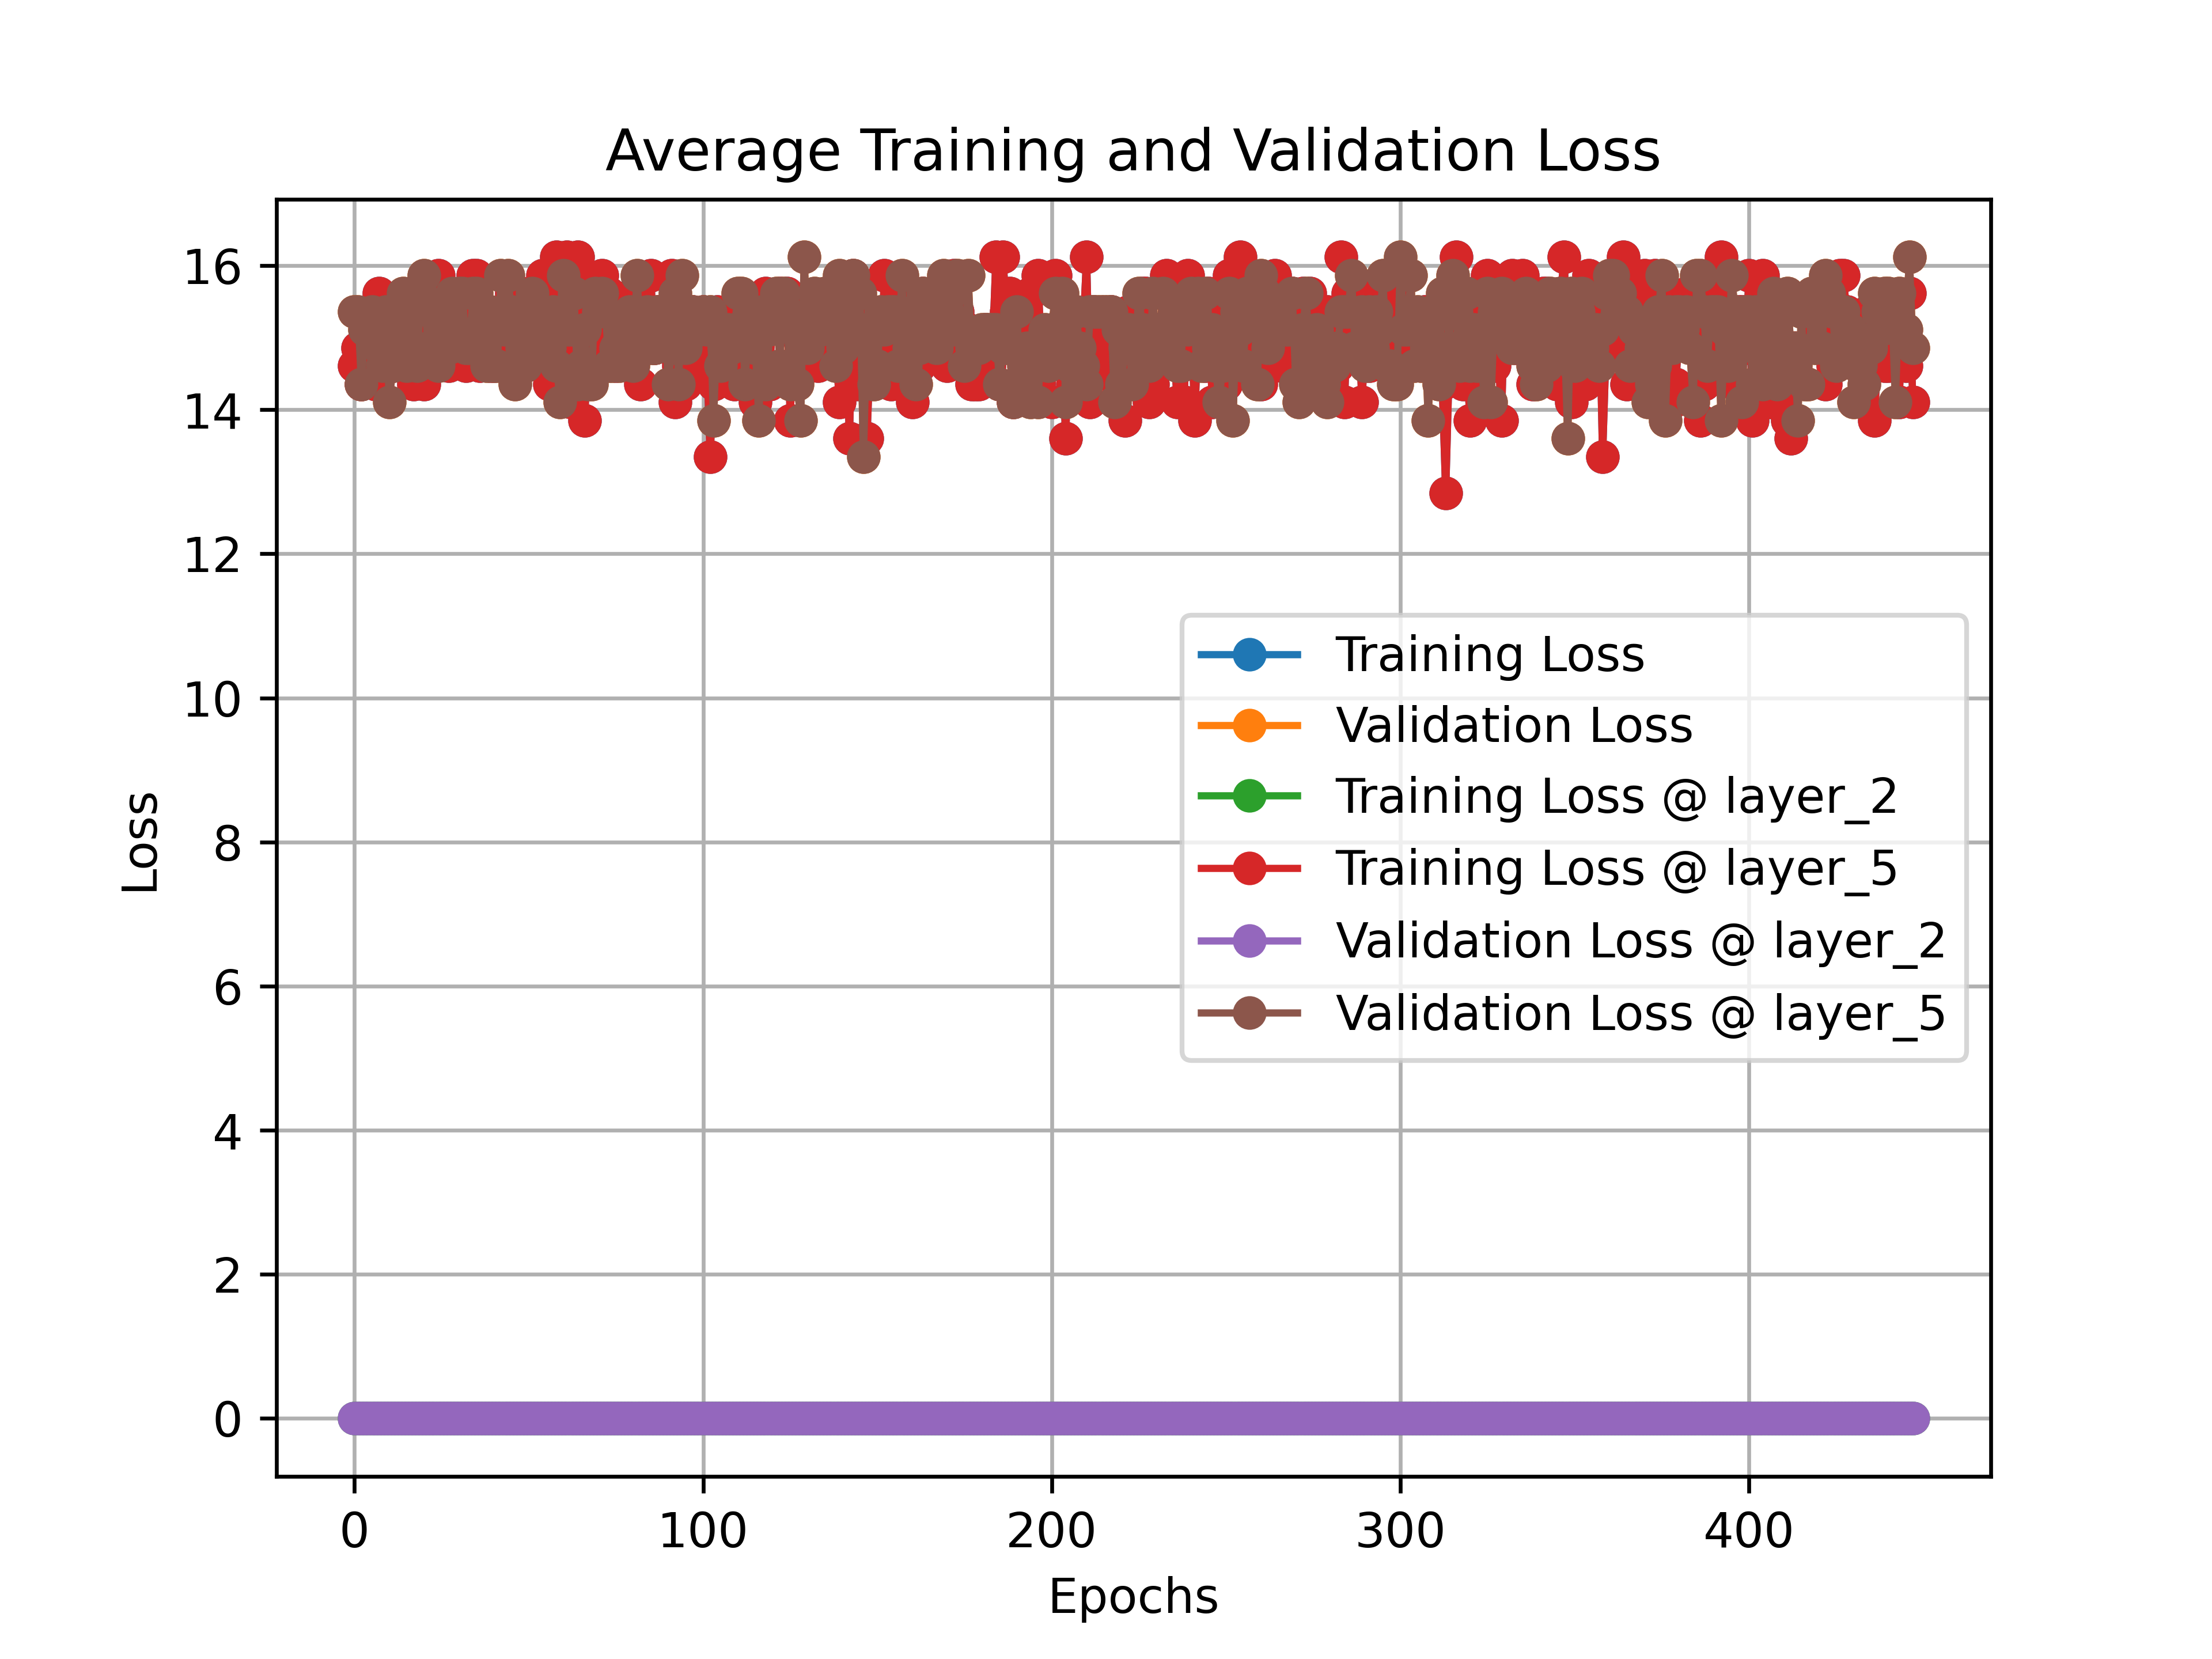 Average Training and Validation Loss
16
14
12
10
8
6
4
2
0
Loss
Training Loss
Validation Loss
Training Loss @ layer_2
Training Loss @ layer_5
Validation Loss @ layer_2
Validation Loss @ layer_5
0 100 200 300 400
Epochs